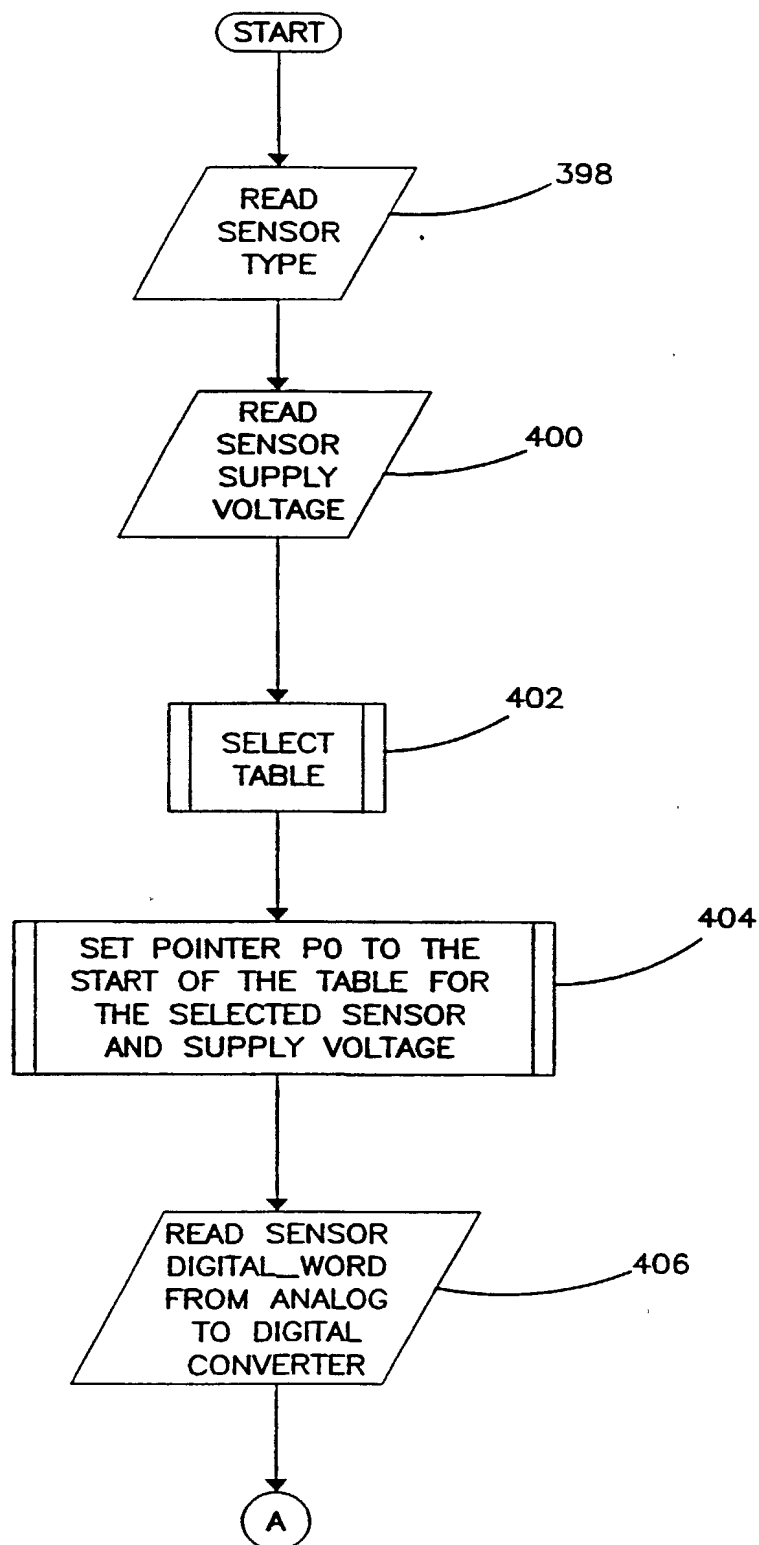 START
READ
SENSOR
TYPE
398
READ
SENSOR
SUPPLY
VOLTAGE
400
SELECT
TABLE
402
SET POINTER P0 TO THE
START OF THE TABLE FOR
THE SELECTED SENSOR
AND SUPPLY VOLTAGE
404
READ SENSOR
DIGITAL_WORD
FROM ANALOG
TO DIGITAL
CONVERTER
406
A